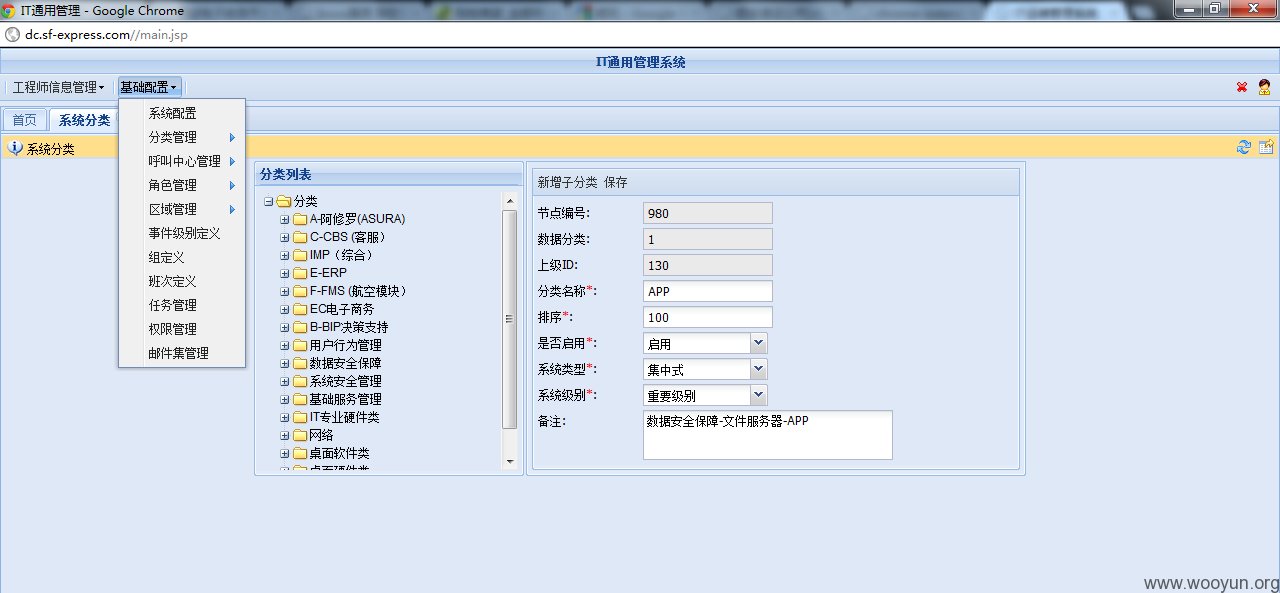 IT通用管理 - Google Chrome
dc.sf-express.com//main.jsp
IT通用管理系统
工程师信息管理 基础配置
首页 系统分类
系统分类
系统配置
分类管理
呼叫中心管理
角色管理
区域管理
事件级别定义
组定义
班次定义
任务管理
权限管理
邮件集管理
分类列表
分类
A-阿修罗(ASURA)
C-CBS (客服)
IMP（综合）
E-ERP
F-FMS (航空模块)
EC电子商务
B-BIP决策支持
用户行为管理
数据安全保障
系统安全管理
基础服务管理
IT专业硬件类
网络
桌面软件类
新增子分类 保存
节点编号: 980
数据分类: 1
上级ID: 130
分类名称*: APP
排序*: 100
是否启用*: 启用
系统类型*: 集中式
系统级别*: 重要级别
备注: 数据安全保障-文件服务器-APP
www.wooyun.org